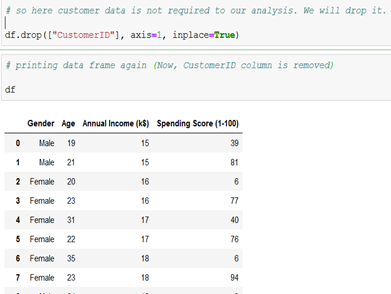 # so here customer data is not required to our analysis. We will drop it.
df.drop(["CustomerID"], axis=1, inplace=True)
# printing data frame again (Now, CustomerID column is removed)
df
Gender Age Annual Income (k$) Spending Score (1-100)
0 Male 19 15 39
1 Male 21 15 81
2 Female 20 16 6
3 Female 23 16 77
4 Female 31 17 40
5 Female 22 17 76
6 Female 35 18 6
7 Female 23 18 94